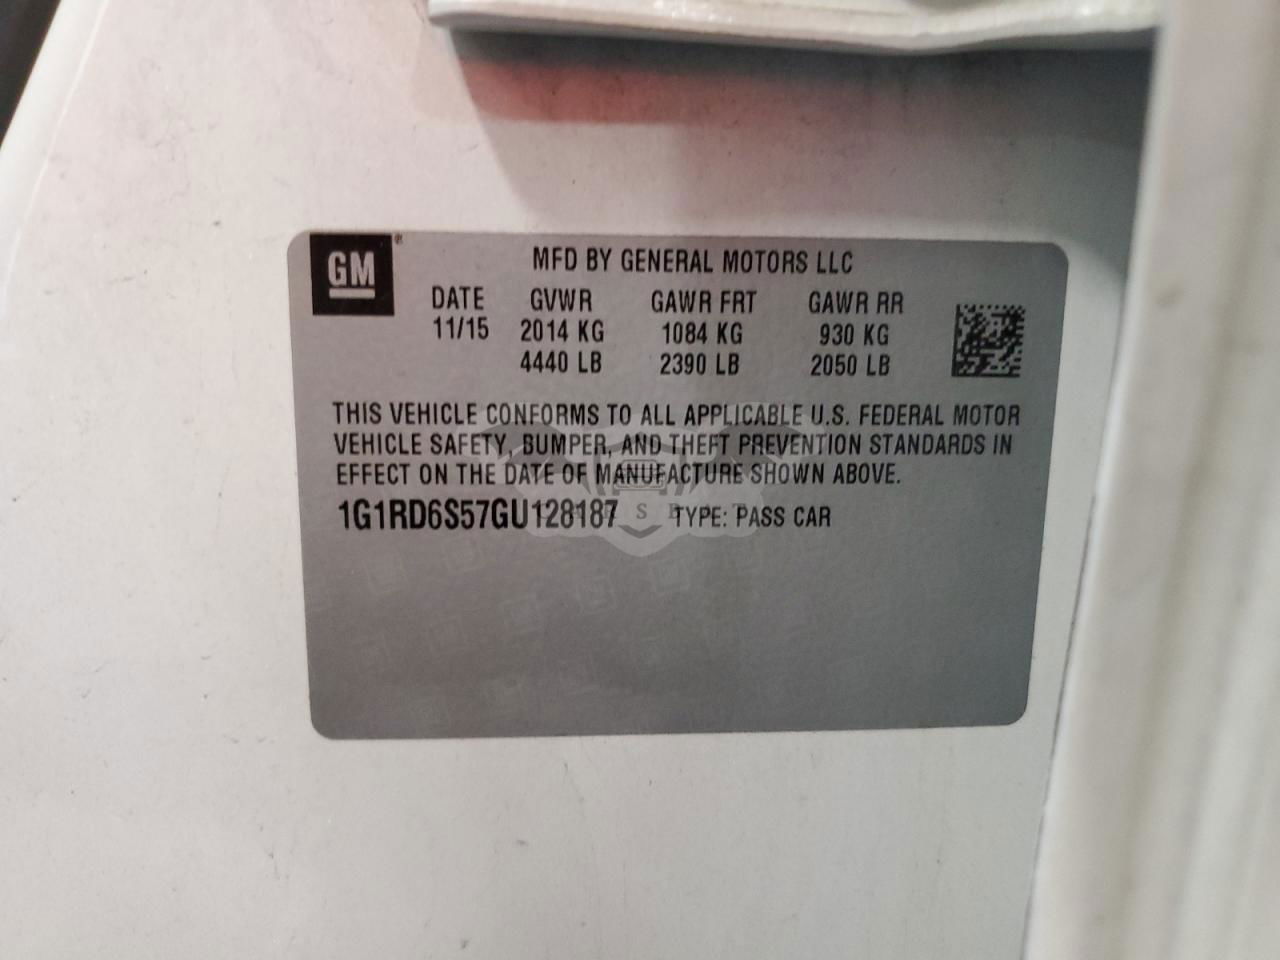 GM
MFD BY GENERAL MOTORS LLC
DATE GVWR GAWR FRT GAWR RR
11/15 2014 KG 1084 KG 930 KG
4440 LB 2390 LB 2050 LB
THIS VEHICLE CONFORMS TO ALL APPLICABLE U.S. FEDERAL MOTOR
VEHICLE SAFETY, BUMPER, AND THEFT PREVENTION STANDARDS IN
EFFECT ON THE DATE OF MANUFACTURE SHOWN ABOVE.
1G1RD6S57GU128187 TYPE: PASS CAR